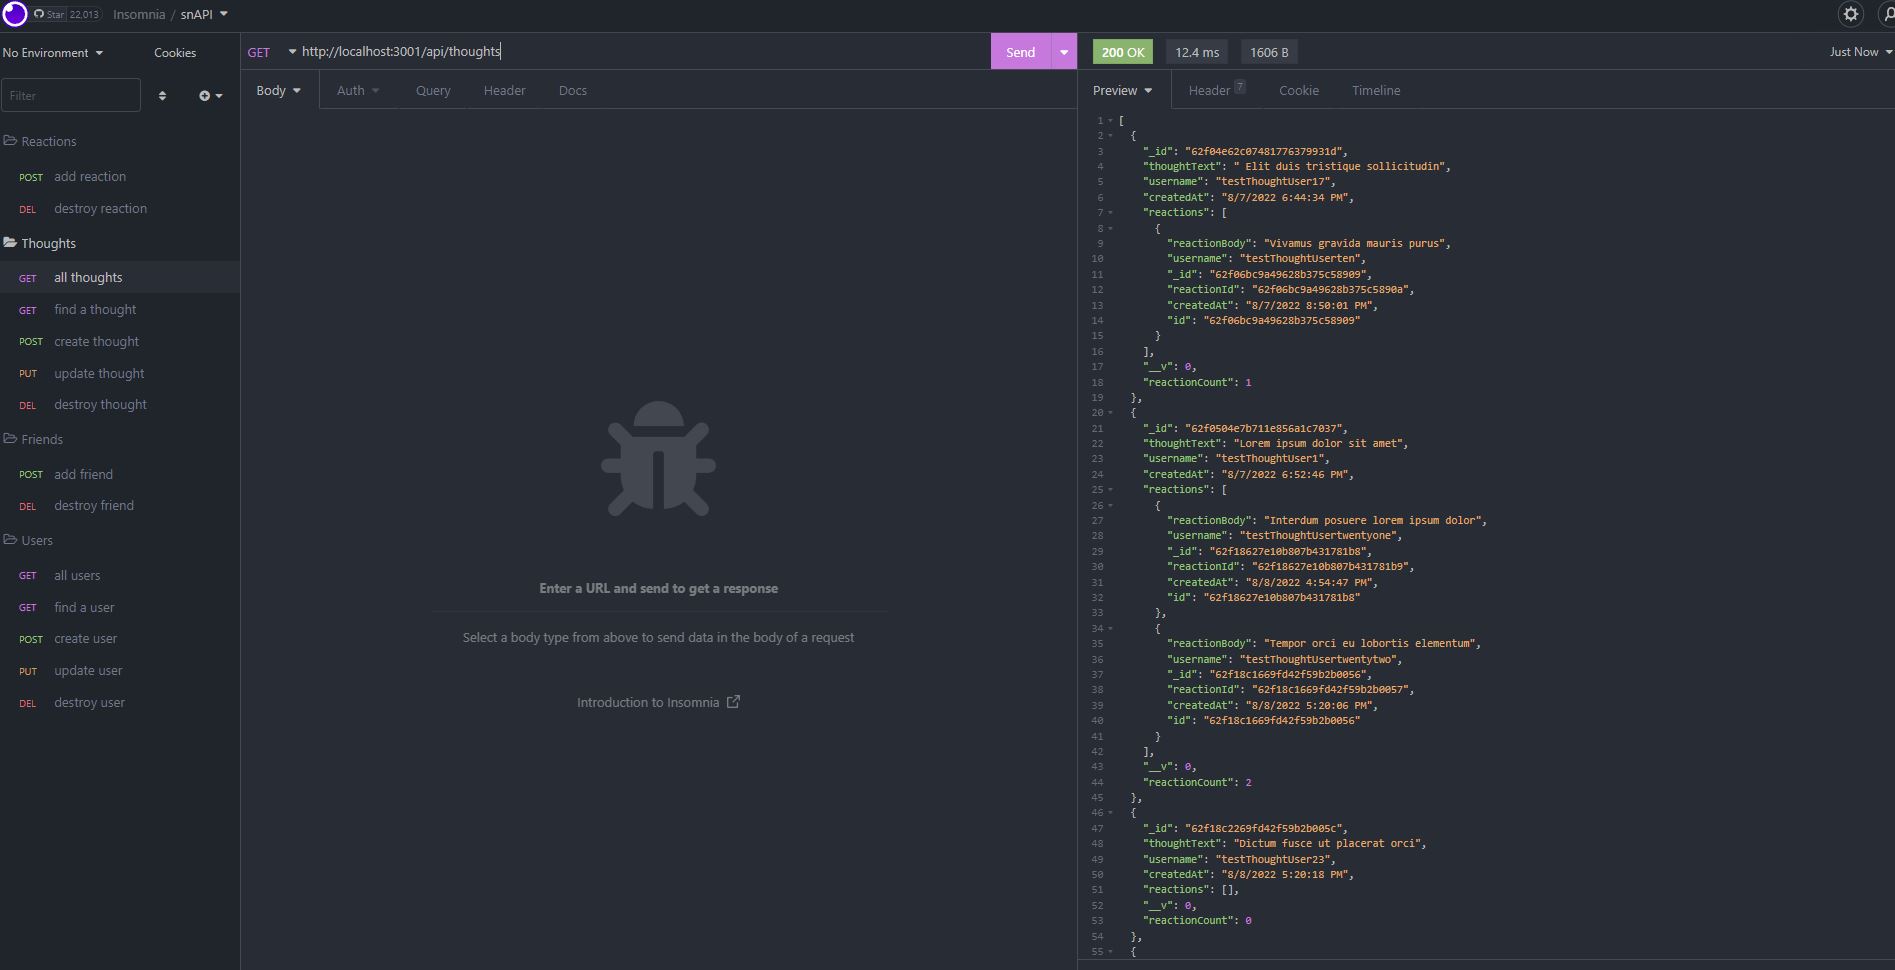 Star 22,013 Insomnia / snAPI
No Environment Cookies
Filter
Reactions
POST add reaction
DEL destroy reaction
Thoughts
GET all thoughts
GET find a thought
POST create thought
PUT update thought
DEL destroy thought
Friends
POST add friend
DEL destroy friend
Users
GET all users
GET find a user
POST create user
PUT update user
DEL destroy user
GET http://localhost:3001/api/thoughts Send
Body Auth Query Header Docs
Enter a URL and send to get a response
Select a body type from above to send data in the body of a request
Introduction to Insomnia
200 OK 12.4 ms 1606 B Just Now
Preview Header 7 Cookie Timeline
1 [
2 {
3 "_id": "62f04e62c07481776379931d",
4 "thoughtText": " Elit duis tristique sollicitudin",
5 "username": "testThoughtUser17",
6 "createdAt": "8/7/2022 6:44:34 PM",
7 "reactions": [
8 {
9 "reactionBody": "Vivamus gravida mauris purus",
10 "username": "testThoughtUserten",
11 "_id": "62f06bc9a49628b375c58909",
12 "reactionId": "62f06bc9a49628b375c5890a",
13 "createdAt": "8/7/2022 8:50:01 PM",
14 "id": "62f06bc9a49628b375c58909"
15 }
16 ],
17 "__v": 0,
18 "reactionCount": 1
19 },
20 {
21 "_id": "62f0504e7b711e856a1c7037",
22 "thoughtText": "Lorem ipsum dolor sit amet",
23 "username": "testThoughtUser1",
24 "createdAt": "8/7/2022 6:52:46 PM",
25 "reactions": [
26 {
27 "reactionBody": "Interdum posuere lorem ipsum dolor",
28 "username": "testThoughtUsertwentyone",
29 "_id": "62f18627e10b807b431781b8",
30 "reactionId": "62f18627e10b807b431781b9",
31 "createdAt": "8/8/2022 4:54:47 PM",
32 "id": "62f18627e10b807b431781b8"
33 },
34 {
35 "reactionBody": "Tempor orci eu lobortis elementum",
36 "username": "testThoughtUsertwentytwo",
37 "_id": "62f18c1669fd42f59b2b0056",
38 "reactionId": "62f18c1669fd42f59b2b0057",
39 "createdAt": "8/8/2022 5:20:06 PM",
40 "id": "62f18c1669fd42f59b2b0056"
41 }
42 ],
43 "__v": 0,
44 "reactionCount": 2
45 },
46 {
47 "_id": "62f18c2269fd42f59b2b005c",
48 "thoughtText": "Dictum fusce ut placerat orci",
49 "username": "testThoughtUser23",
50 "createdAt": "8/8/2022 5:20:18 PM",
51 "reactions": [],
52 "__v": 0,
53 "reactionCount": 0
54 },
55 {